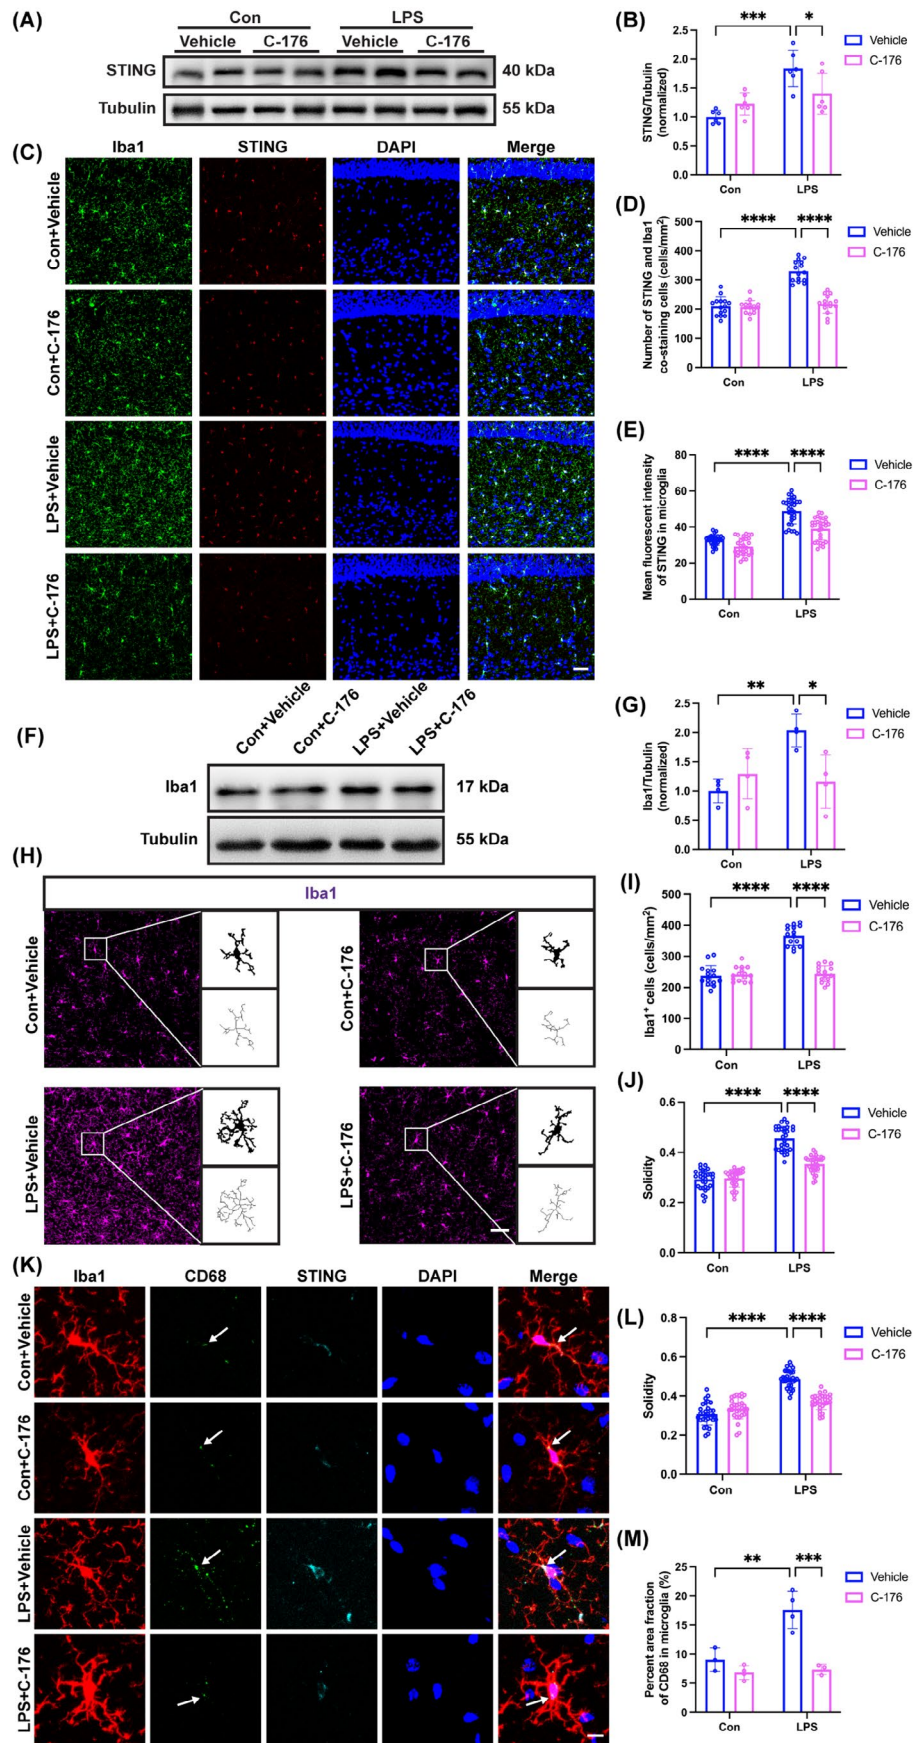 (A)
Con
LPS
Vehicle
C-176
Vehicle
C-176
STING
40 kDa
Tubulin
55 kDa
(B)
***
*
STING/Tubulin
(normalized)
2.5
2.0
1.5
1.0
0.5
0.0
Con
LPS
Vehicle
C-176
(C)
Iba1
STING
DAPI
Merge
Con+Vehicle
Con+C-176
LPS+Vehicle
LPS+C-176
(D)
****
****
Number of STING and Iba1
co-staining cells (cells/mm²)
500
400
300
200
100
0
Con
LPS
Vehicle
C-176
(E)
****
****
Mean fluorescent intensity
of STING in microglia
80
60
40
20
0
Con
LPS
Vehicle
C-176
(F)
Con+Vehicle
Con+C-176
LPS+Vehicle
LPS+C-176
Iba1
17 kDa
Tubulin
55 kDa
(G)
**
*
Iba1/Tubulin
(normalized)
2.5
2.0
1.5
1.0
0.5
0.0
Con
LPS
Vehicle
C-176
(H)
Iba1
Con+Vehicle
Con+C-176
LPS+Vehicle
LPS+C-176
(I)
****
****
Iba1⁺ cells (cells/mm²)
500
400
300
200
100
0
Con
LPS
Vehicle
C-176
(J)
****
****
Solidity
0.6
0.4
0.2
0.0
Con
LPS
Vehicle
C-176
(K)
Iba1
CD68
STING
DAPI
Merge
Con+Vehicle
Con+C-176
LPS+Vehicle
LPS+C-176
(L)
****
****
Solidity
0.8
0.6
0.4
0.2
0.0
Con
LPS
Vehicle
C-176
(M)
**
***
Percent area fraction
of CD68 in microglia (%)
25
20
15
10
5
0
Con
LPS
Vehicle
C-176